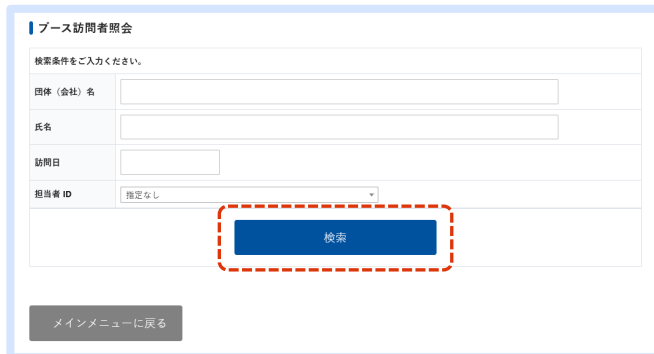 ブース訪問者照会
検索条件をご入力ください。
団体（会社）名
氏名
訪問日
担当者 ID
指定なし
検索
メインメニューに戻る